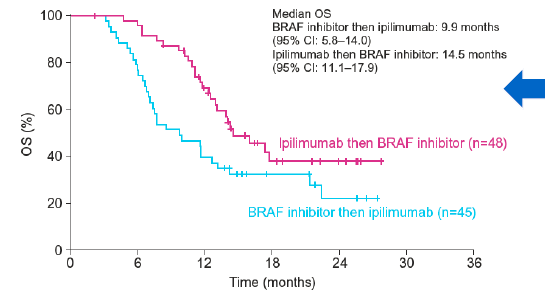 Median OS
BRAF inhibitor then ipilimumab: 9.9 months
(95% CI: 5.8–14.0)
Ipilimumab then BRAF inhibitor: 14.5 months
(95% CI: 11.1–17.9)
100
80
60
40
20
0
OS (%)
Ipilimumab then BRAF inhibitor (n=48)
BRAF inhibitor then ipilimumab (n=45)
0 6 12 18 24 30 36
Time (months)